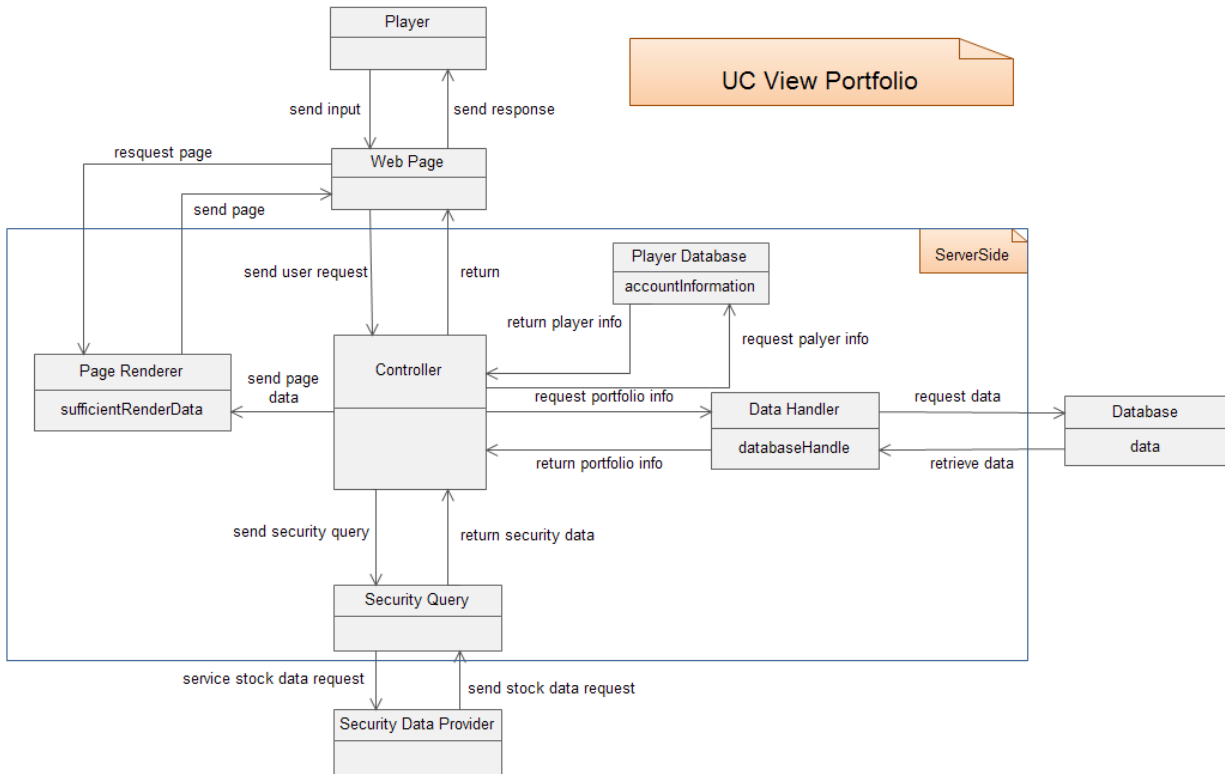 Player
UC View Portfolio
send input
send response
resquest page
Web Page
send page
send user request
return
Player Database
accountInformation
ServerSide
return player info
request palyer info
Page Renderer
sufficientRenderData
send page
data
Controller
request portfolio info
return portfolio info
Data Handler
databaseHandle
request data
retrieve data
Database
data
send security query
return security data
Security Query
service stock data request
send stock data request
Security Data Provider